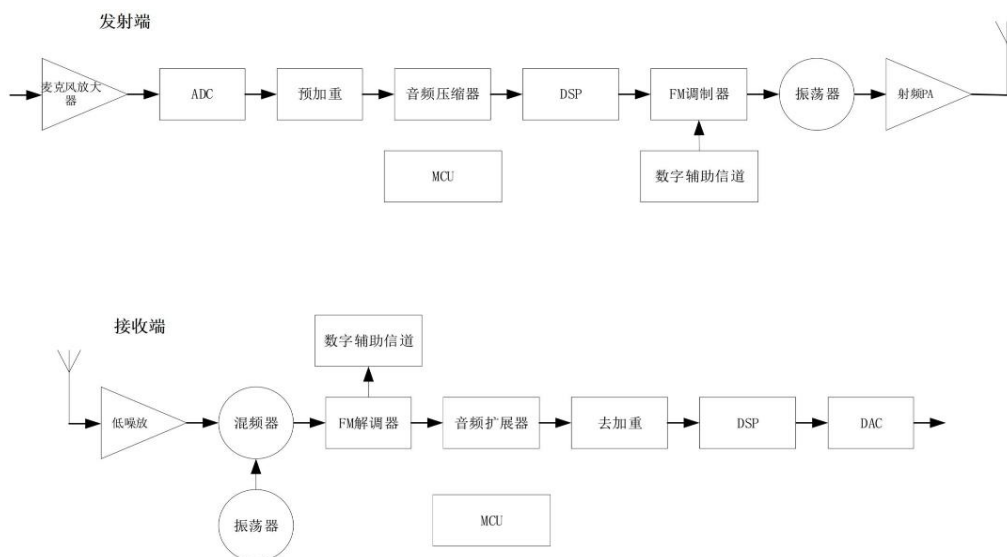 发射端
麦克风放大
器
ADC
预加重
音频压缩器
DSP
FM调制器
振荡器
射频PA
MCU
数字辅助信道
接收端
数字辅助信道
低噪放
混频器
FM解调器
音频扩展器
去加重
DSP
DAC
振荡器
MCU